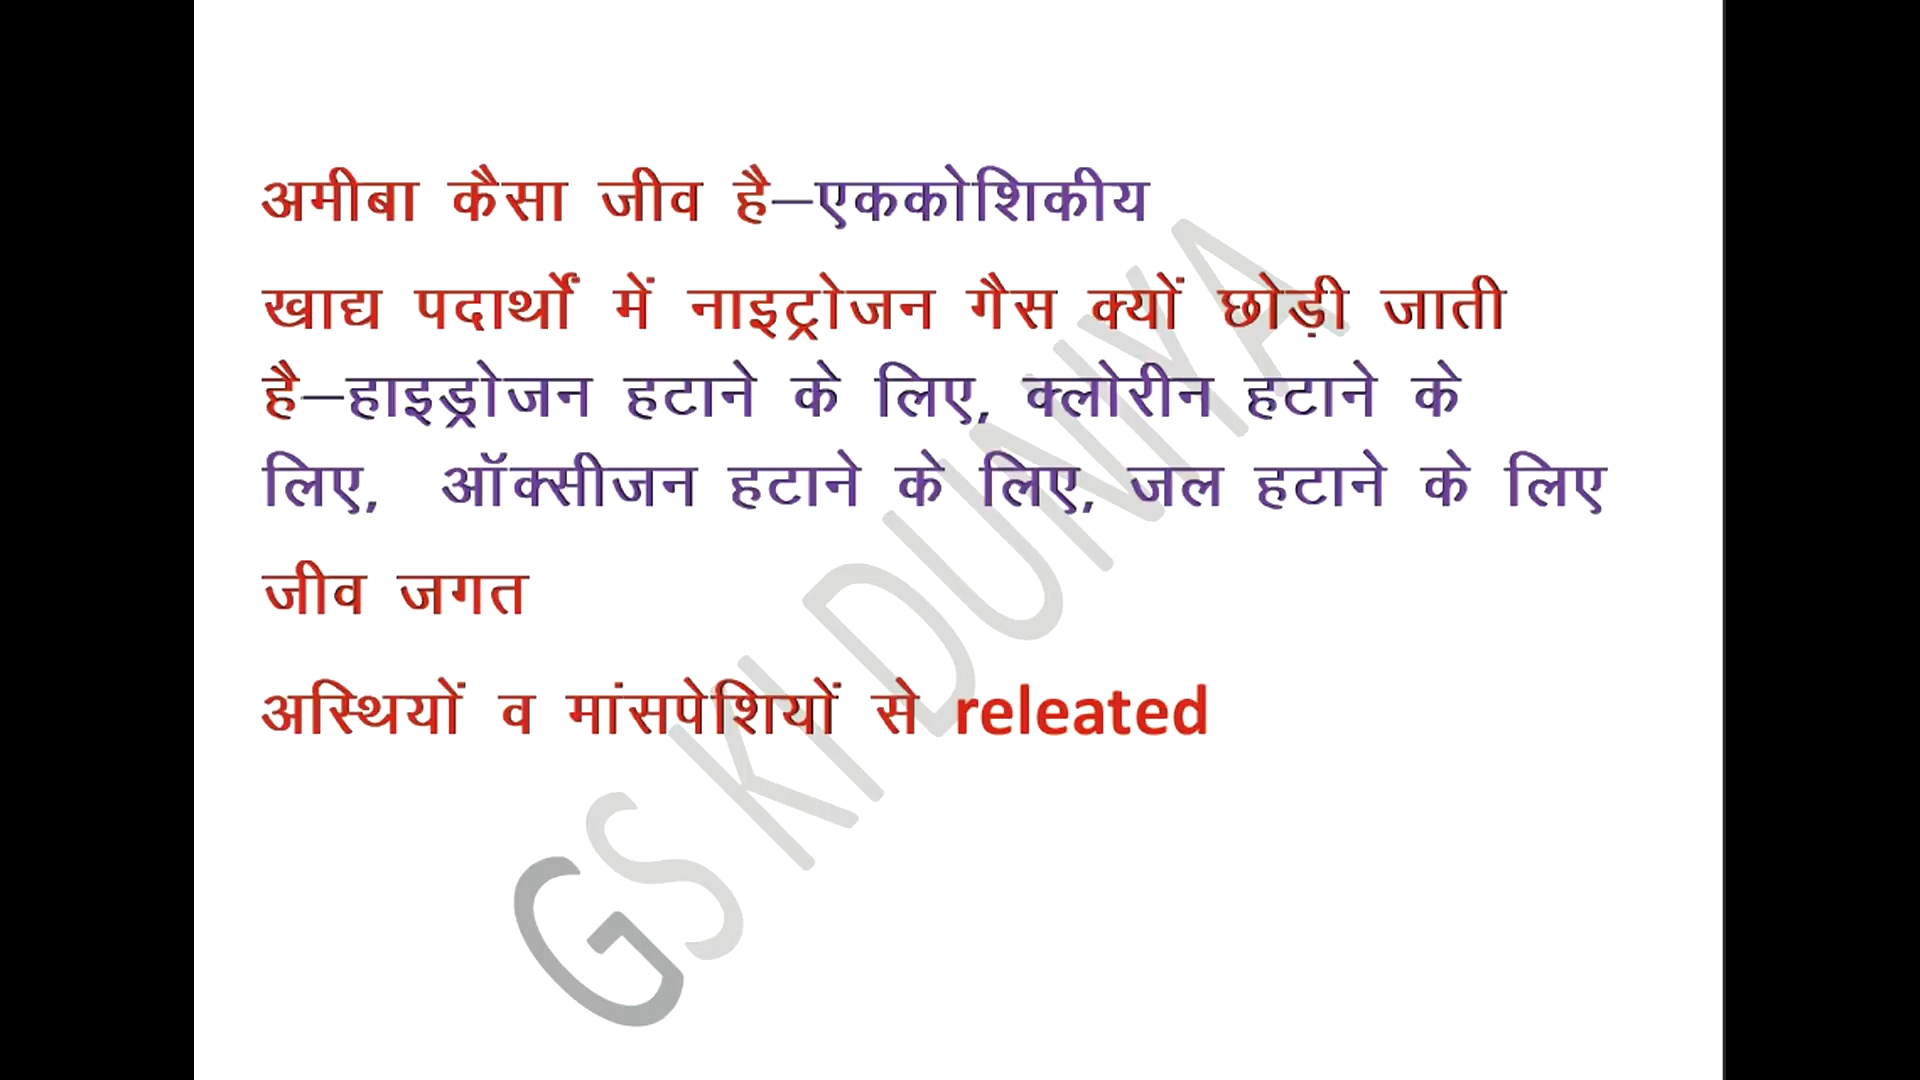 अमीबा कैसा जीव है–एककोशिकीय
खाद्य पदार्थों में नाइट्रोजन गैस क्यों छोड़ी जाती
है–हाइड्रोजन हटाने के लिए, क्लोरीन हटाने के
लिए, ऑक्सीजन हटाने के लिए, जल हटाने के लिए
जीव जगत
अस्थियों व मांसपेशियों से releated
GS KI DUNIYA